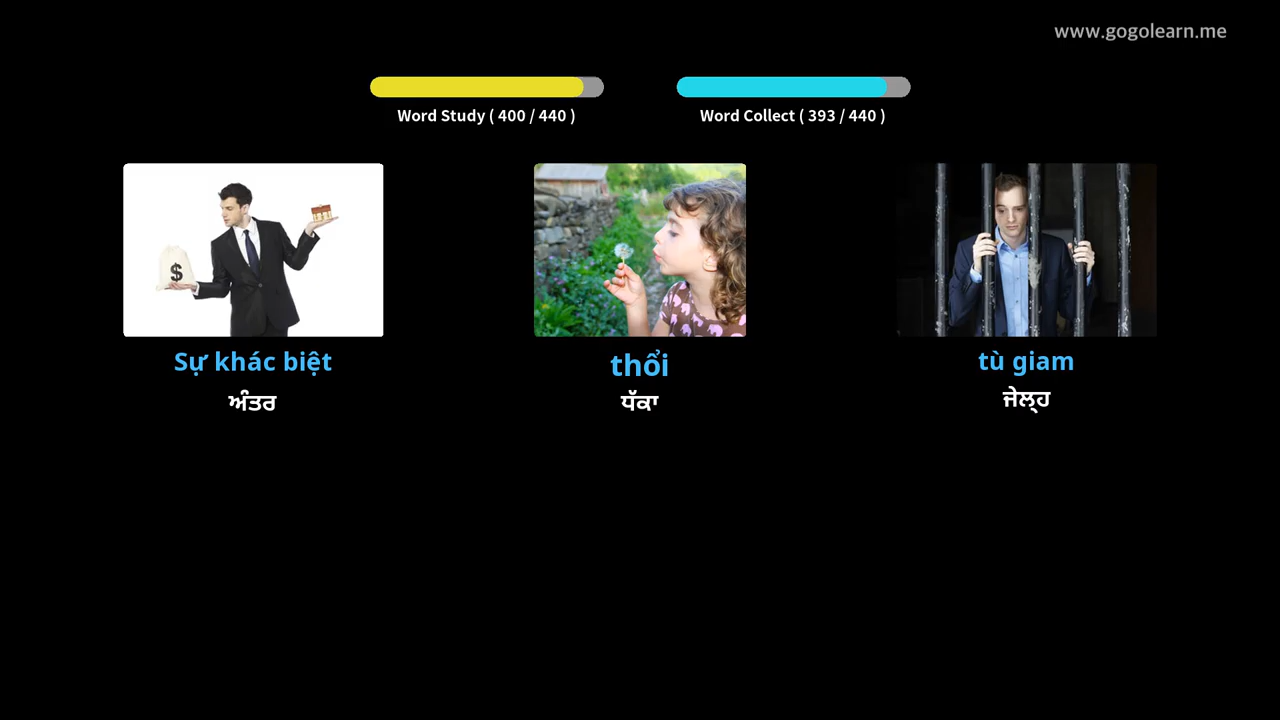 www.gogolearn.me
Word Study ( 400 / 440 )
Word Collect ( 393 / 440 )
$
Sự khác biệt
thổi
tù giam
ਅੰਤਰ
ਧੱਕਾ
ਜੇਲ੍ਹ